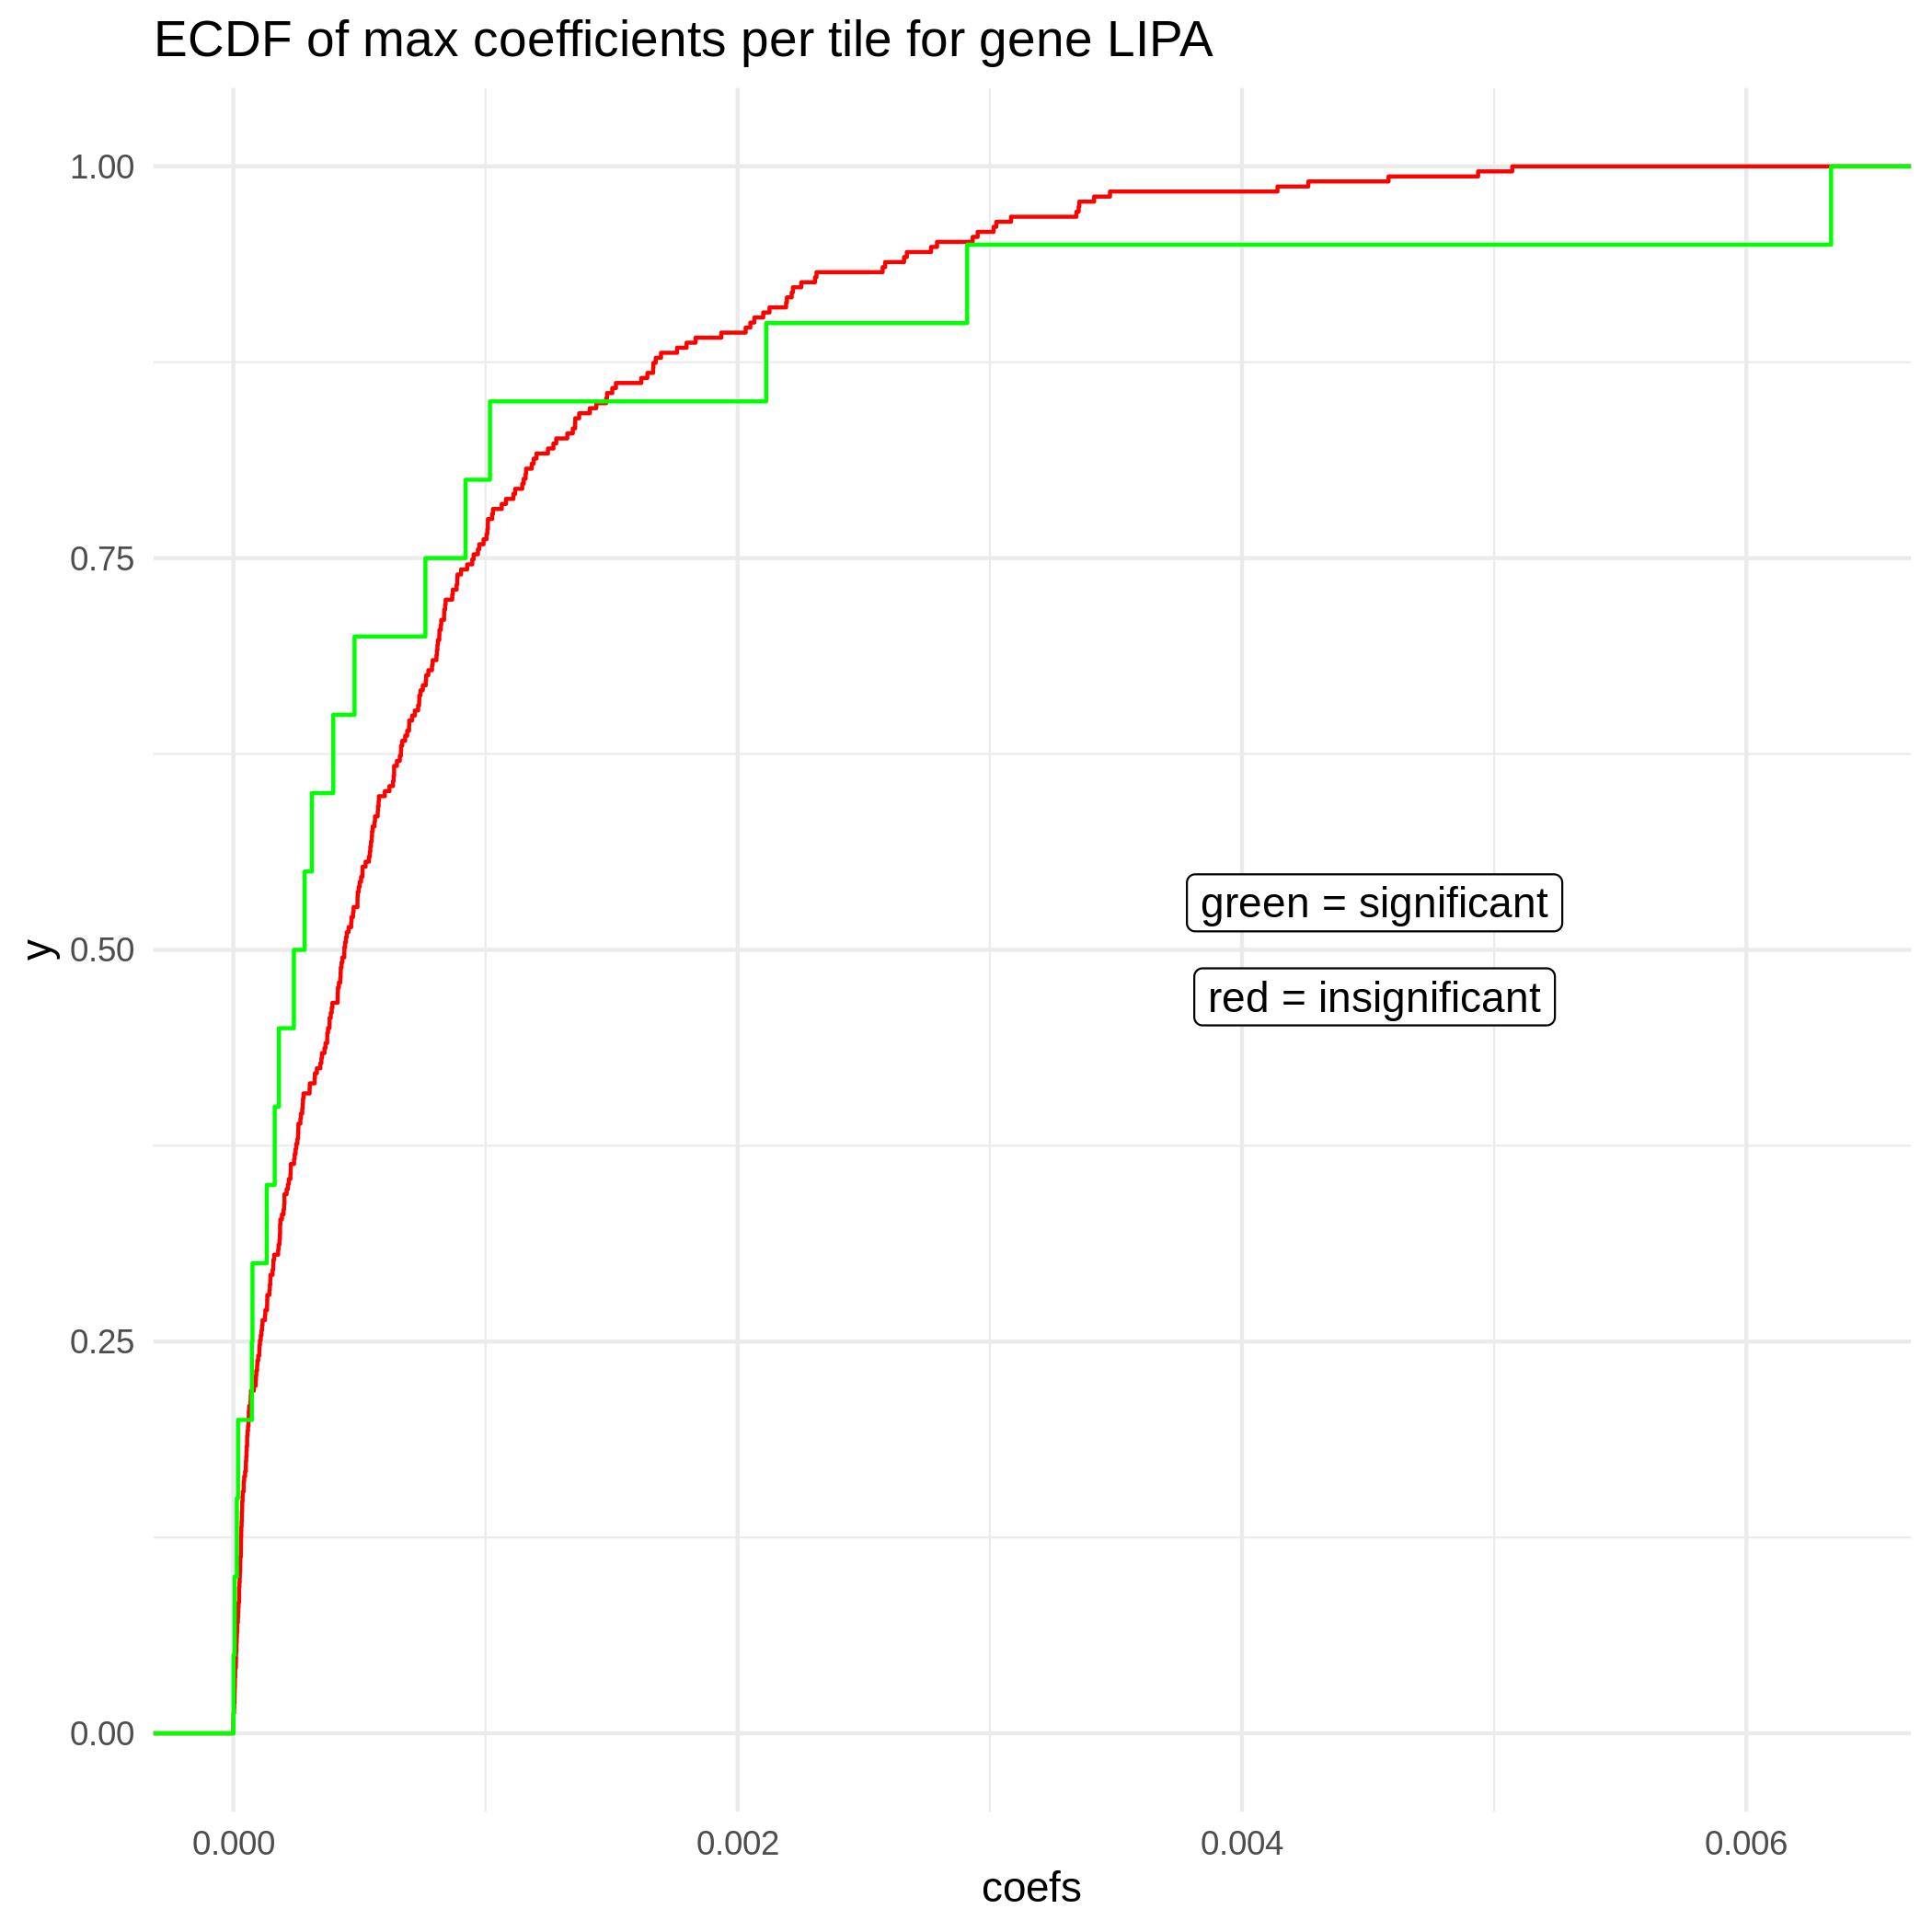 ECDF of max coefficients per tile for gene LIPA
1.00
0.75
0.50
0.25
0.00
y
green = significant
red = insignificant
0.000
0.002
0.004
0.006
coefs